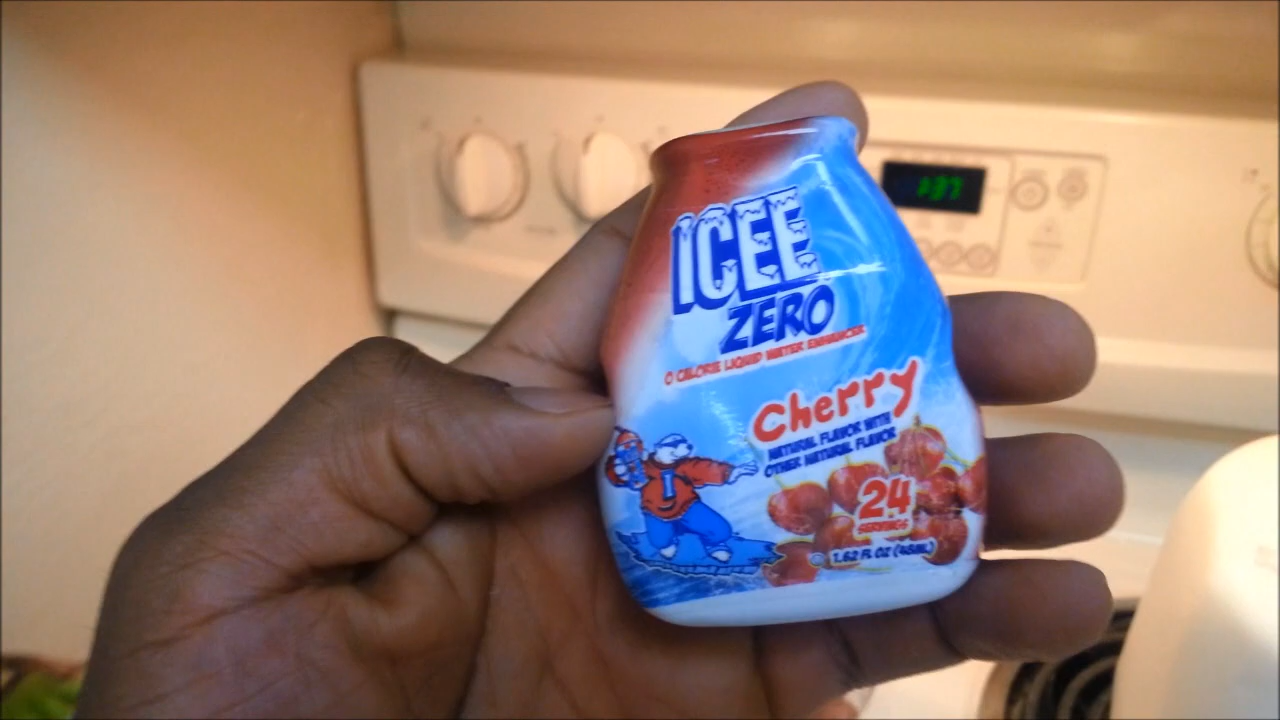 ICEE
ZERO
0 CALORIE LIQUID WATER ENHANCER
Cherry
NATURAL FLAVOR WITH
OTHER NATURAL FLAVOR
24
SERVINGS
1.62 FL OZ (48mL)